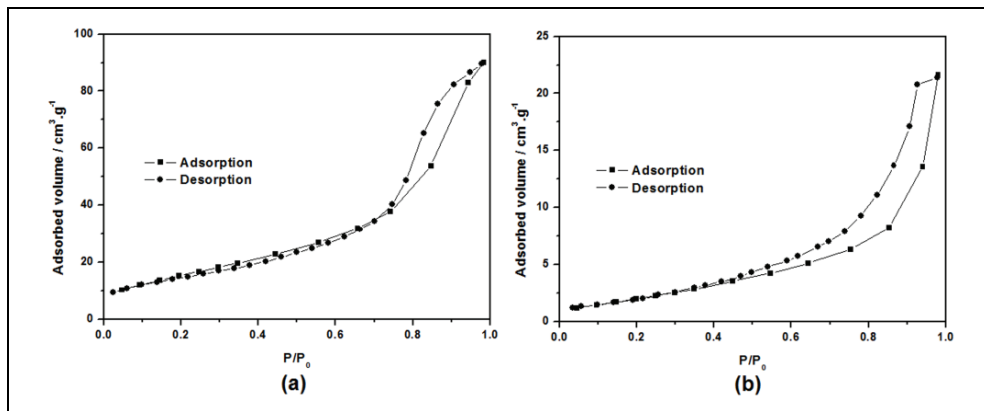 100
80
60
40
20
0
Adsorbed volume / cm³.g⁻¹
Adsorption
Desorption
0.0 0.2 0.4 0.6 0.8 1.0
P/P₀
(a)
25
20
15
10
5
0
Adsorbed volume / cm³.g⁻¹
Adsorption
Desorption
0.0 0.2 0.4 0.6 0.8 1.0
P/P₀
(b)